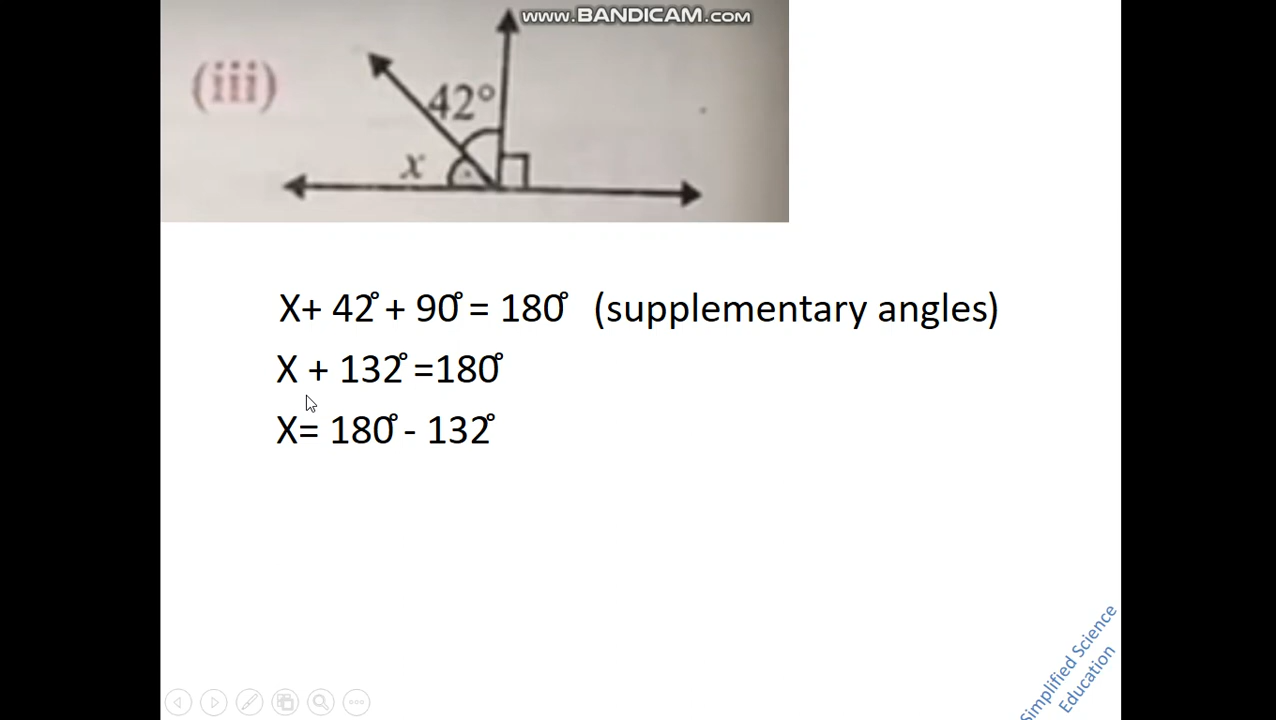 www.BANDICAM.com
(iii)
42°
x
X+ 42° + 90° = 180° (supplementary angles)
X + 132° =180°
X= 180° - 132°
Simplified Science
Education